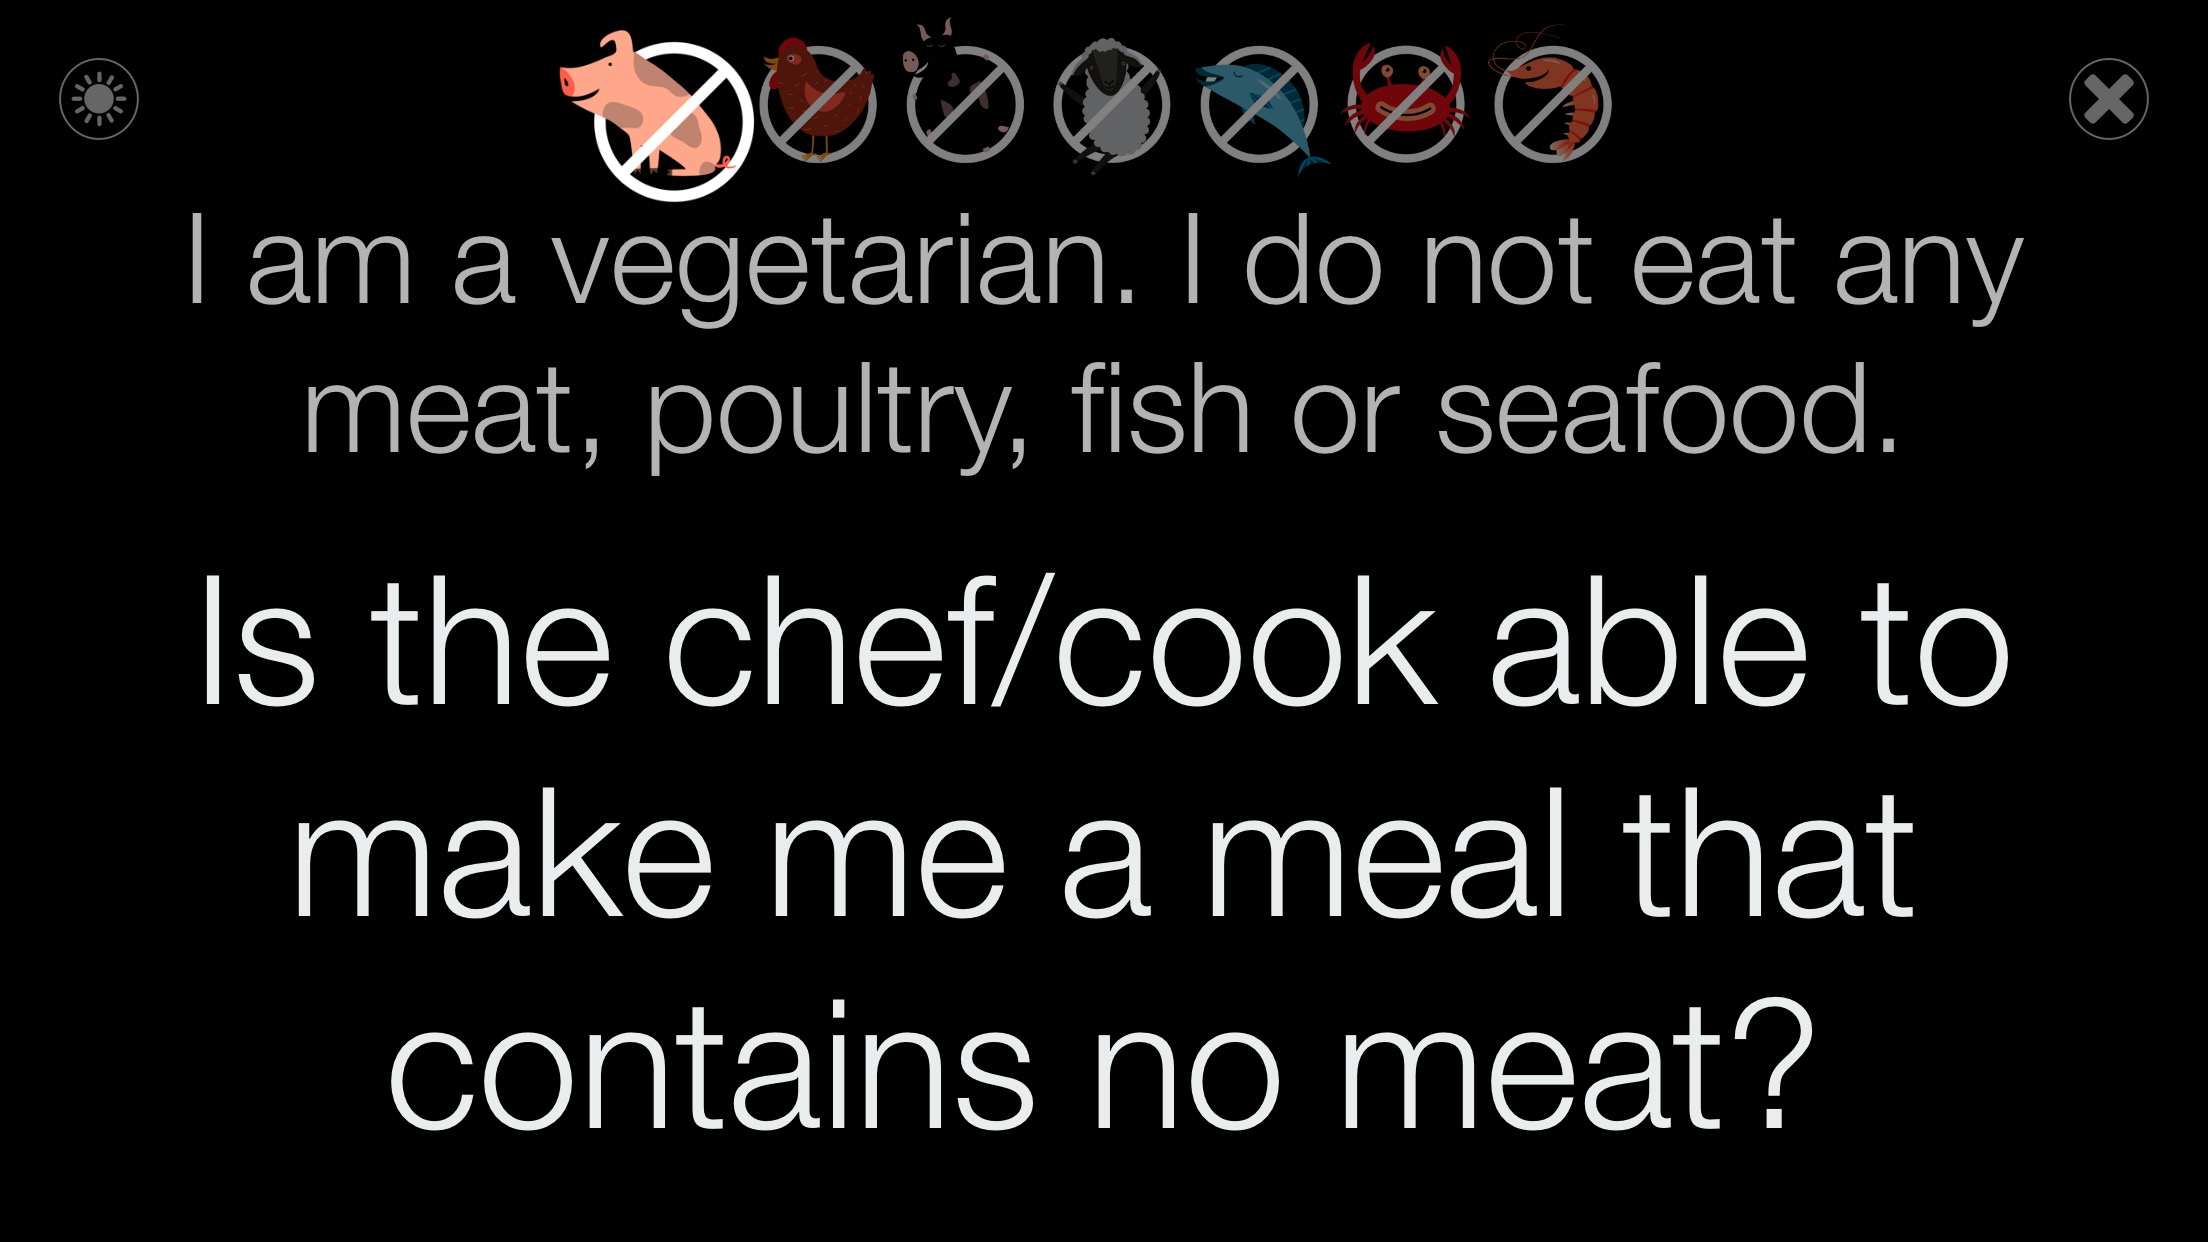 I am a vegetarian. I do not eat any
meat, poultry, fish or seafood.
Is the chef/cook able to
make me a meal that
contains no meat?